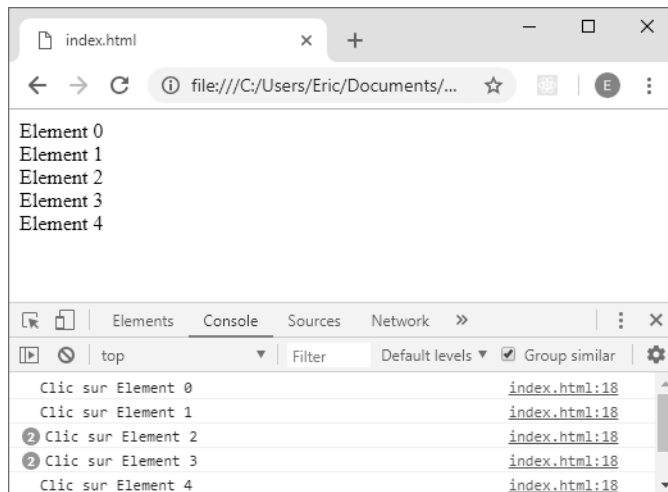 index.html
file:///C:/Users/Eric/Documents/...
E
Element 0
Element 1
Element 2
Element 3
Element 4
Elements Console Sources Network »
top Filter Default levels Group similar
Clic sur Element 0 index.html:18
Clic sur Element 1 index.html:18
2 Clic sur Element 2 index.html:18
2 Clic sur Element 3 index.html:18
Clic sur Element 4 index.html:18